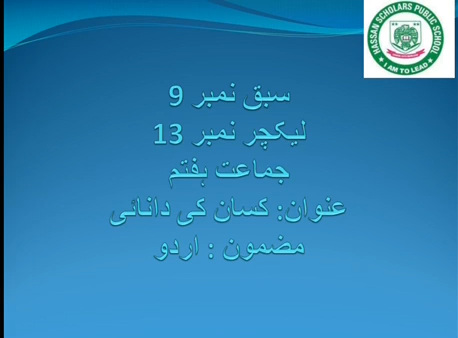 HASSAN SCHOLARS PUBLIC SCHOOL
I AM TO LEAD
سبق نمبر 9
لیکچر نمبر 13
جماعت ہفتم
عنوان: کسان کی دانائی
مضمون : اردو